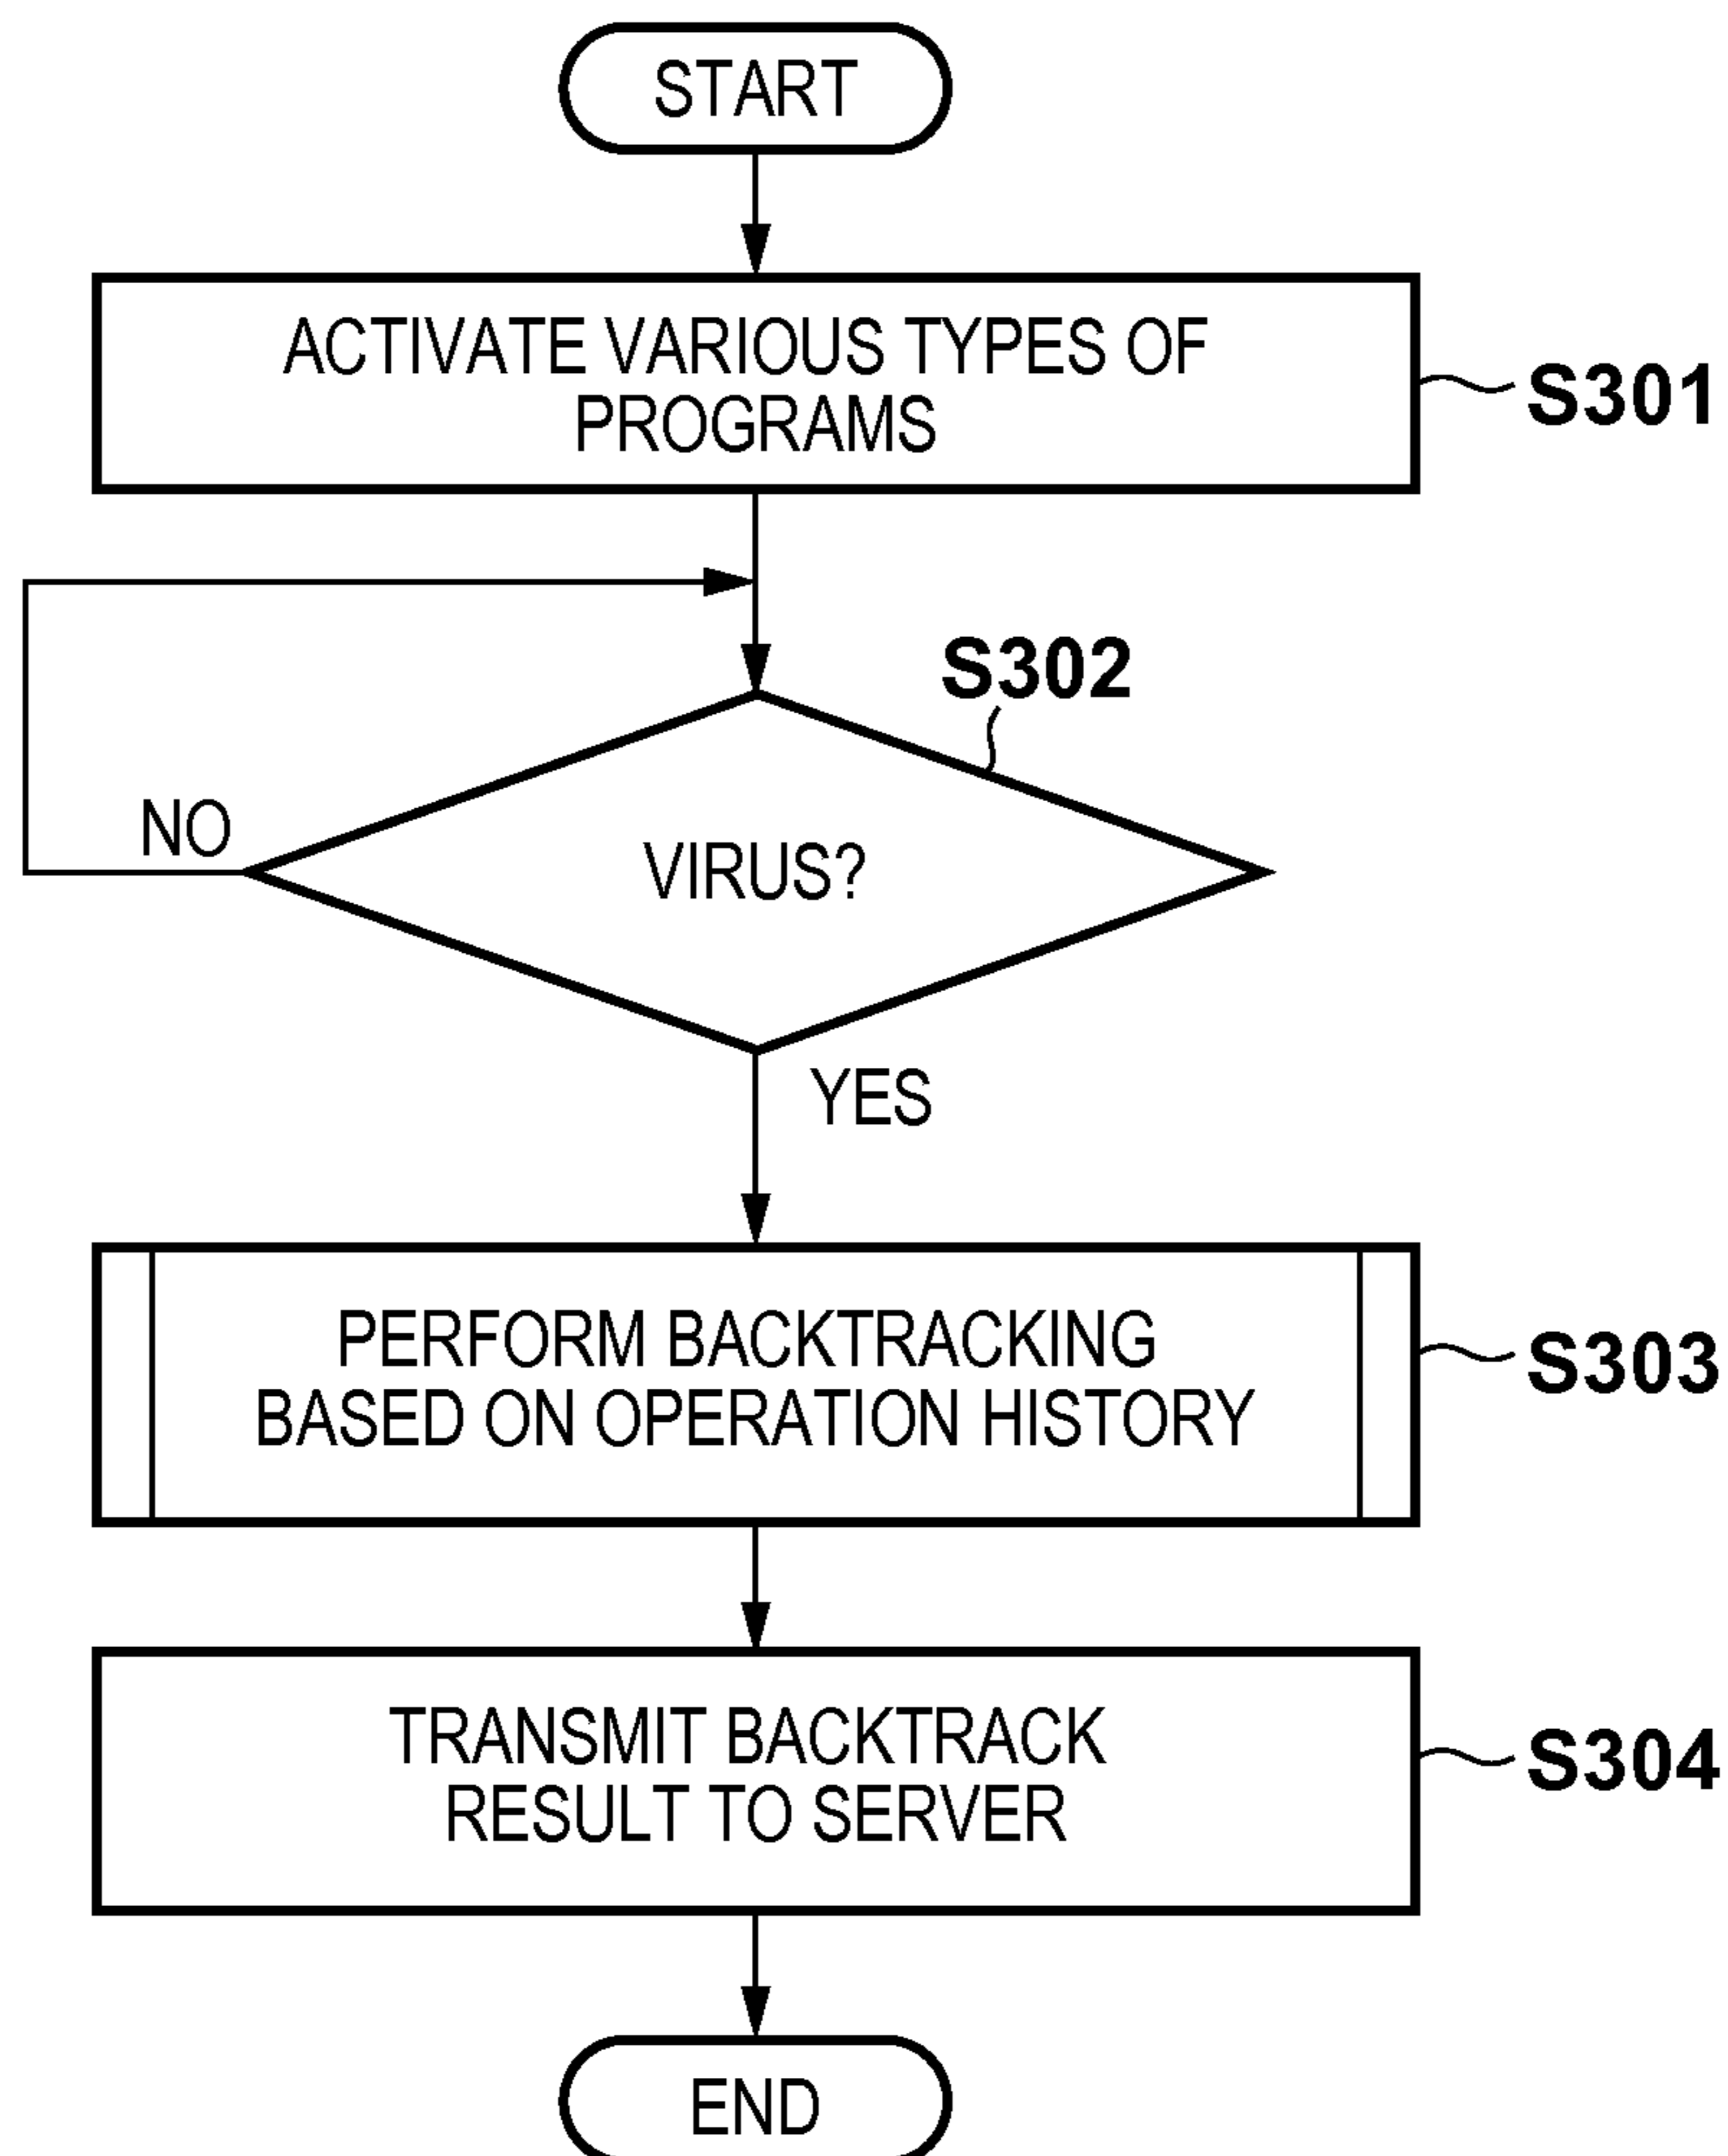 START
ACTIVATE VARIOUS TYPES OF
PROGRAMS
S301
S302
NO
VIRUS?
YES
PERFORM BACKTRACKING
BASED ON OPERATION HISTORY
S303
TRANSMIT BACKTRACK
RESULT TO SERVER
S304
END